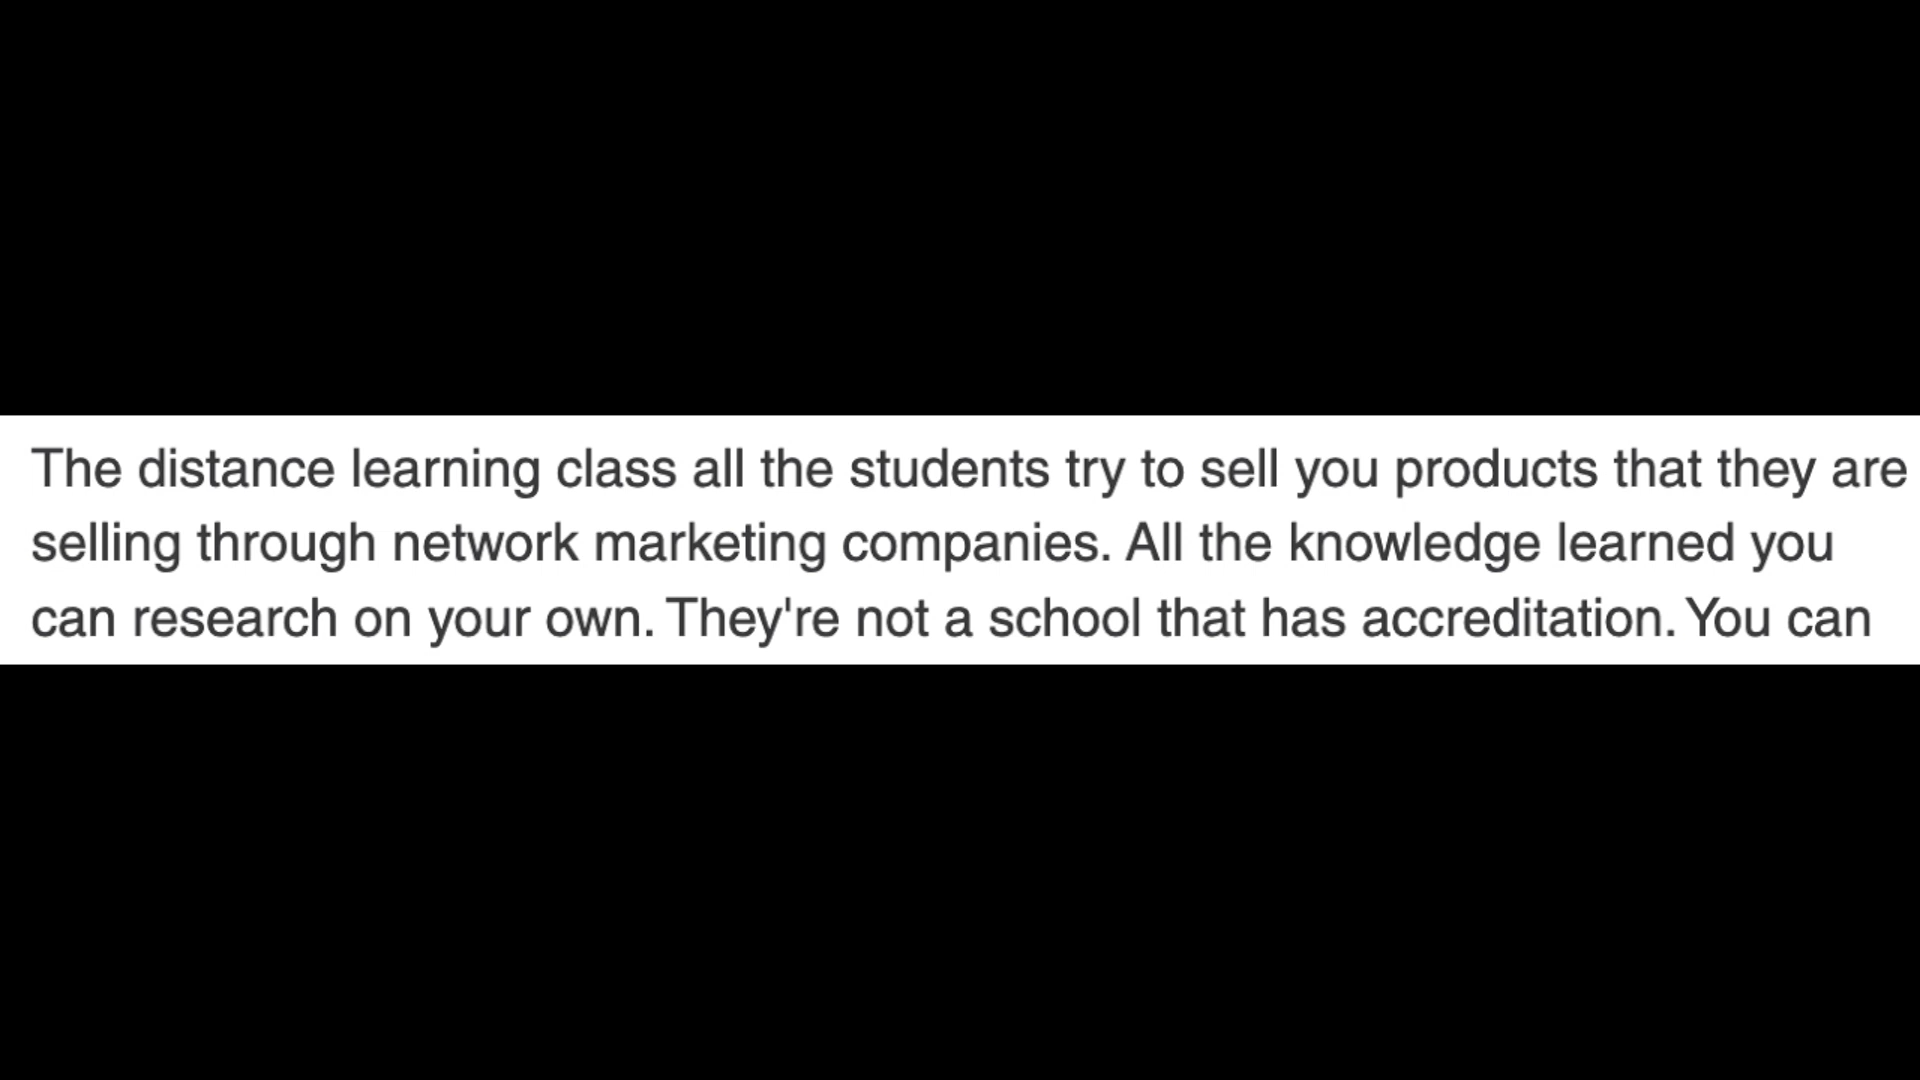 The distance learning class all the students try to sell you products that they are
selling through network marketing companies. All the knowledge learned you
can research on your own. They're not a school that has accreditation. You can